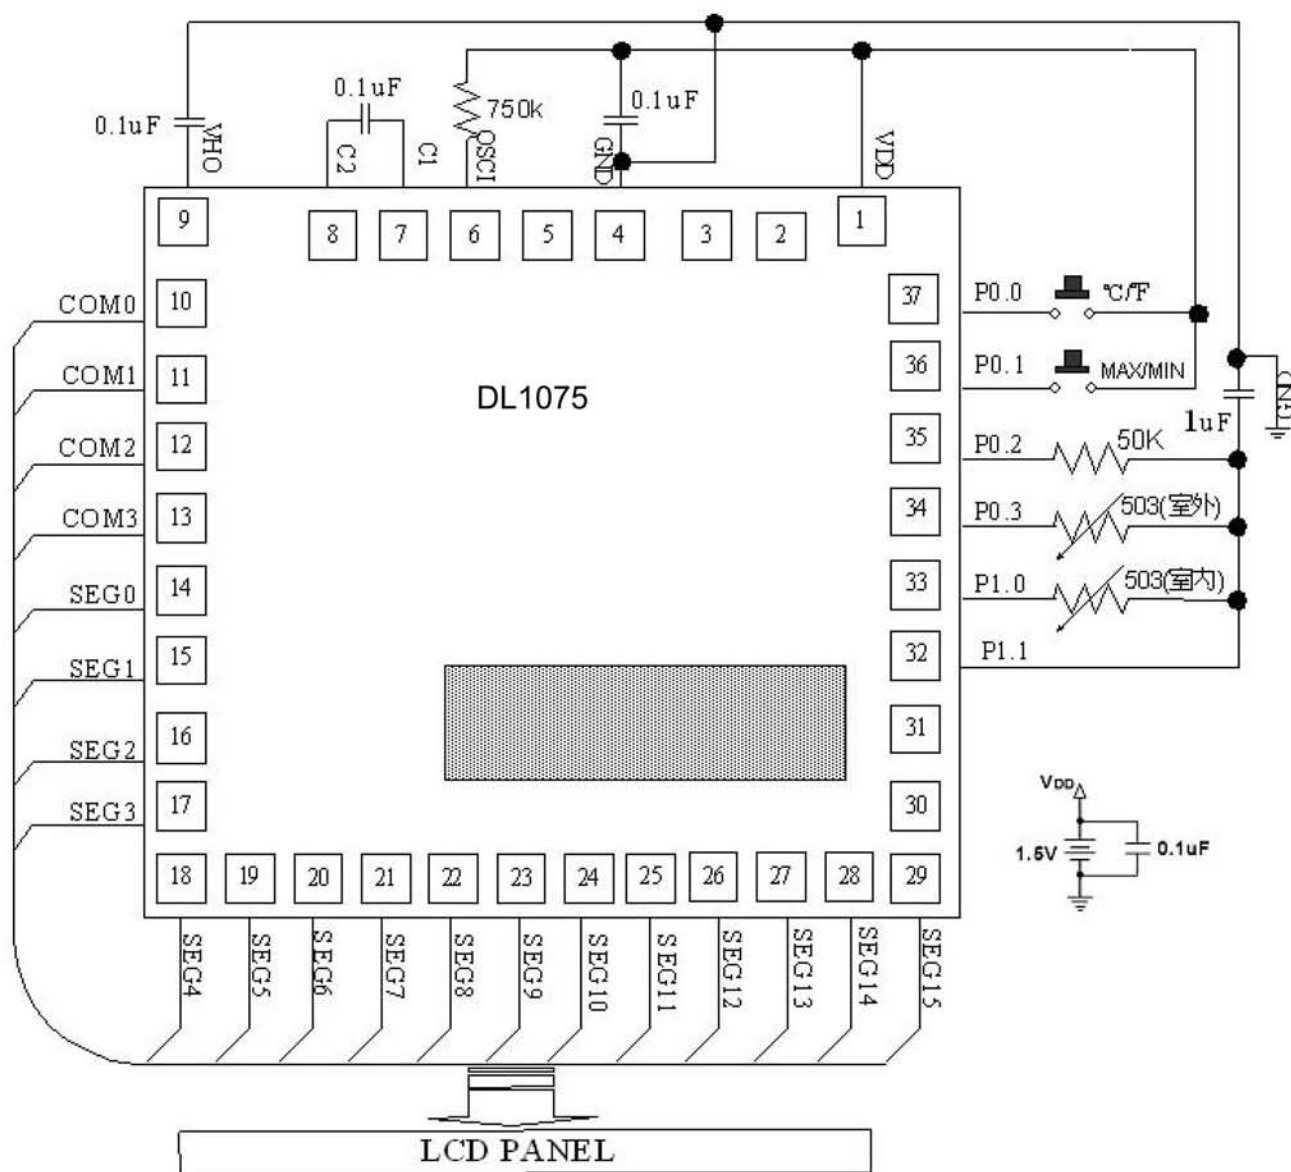 0.1uF
VHO
0.1uF
C2
C1
750k
OSCI
0.1uF
GND
VDD
9
8
7
6
5
4
3
2
1
COM0
10
COM1
11
COM2
12
COM3
13
SEG0
14
SEG1
15
SEG2
16
SEG3
17
DL1075
37
P0.0
℃/℉
36
P0.1
MAX/MIN
GND
1uF
35
P0.2
50K
34
P0.3
503(室外)
33
P1.0
503(室内)
32
P1.1
31
30
VDD
1.5V
0.1uF
18
19
20
21
22
23
24
25
26
27
28
29
SEG4
SEG5
SEG6
SEG7
SEG8
SEG9
SEG10
SEG11
SEG12
SEG13
SEG14
SEG15
LCD PANEL